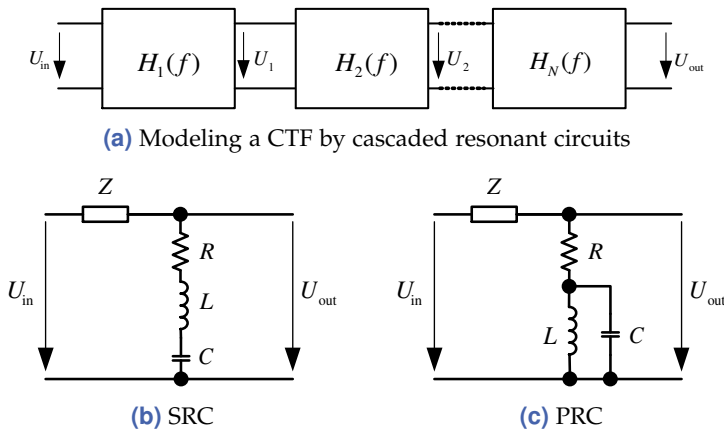 U_in H_1(f) U_1 H_2(f) U_2 H_N(f) U_out
(a) Modeling a CTF by cascaded resonant circuits
Z
R
U_in L U_out
C
(b) SRC
Z
R
U_in L C U_out
(c) PRC